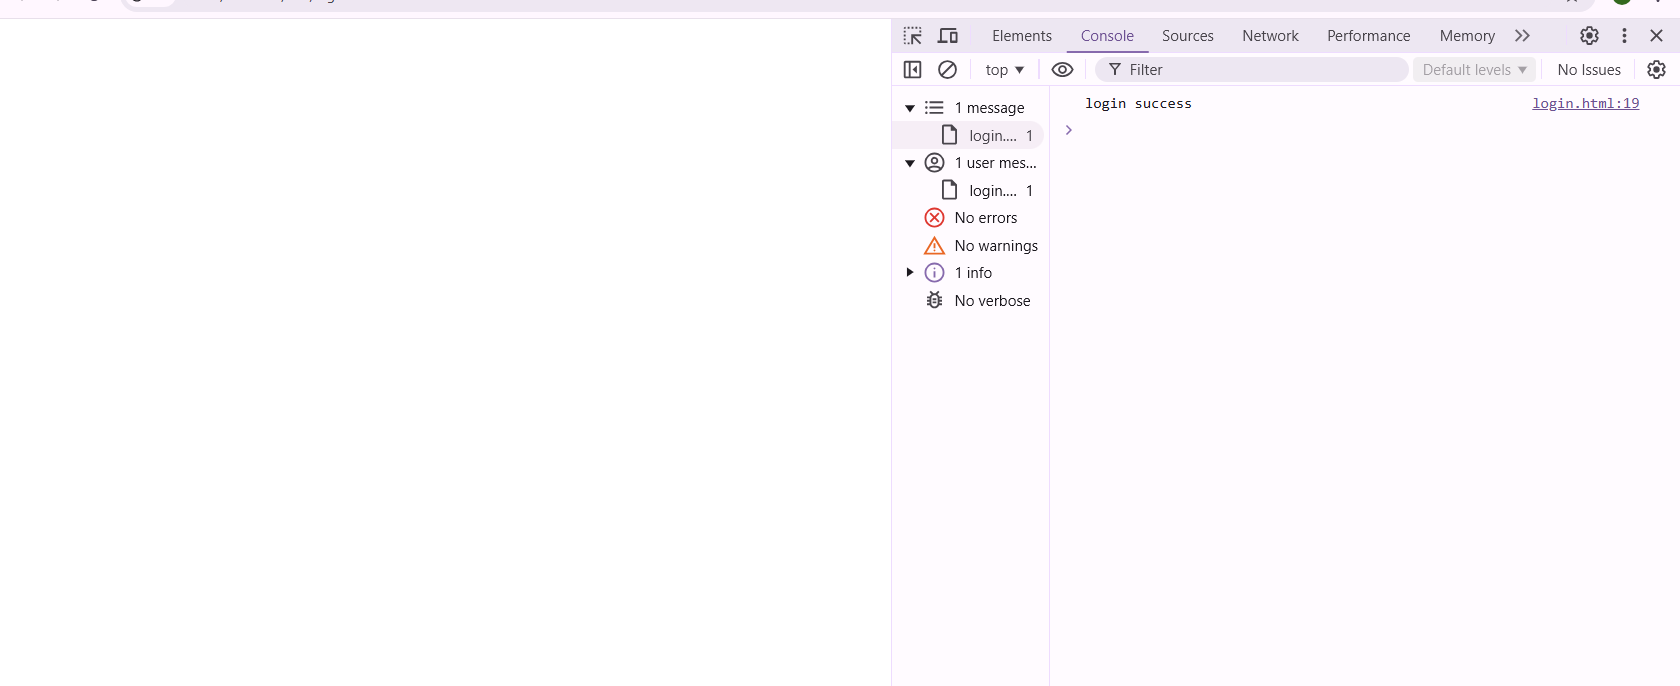 Elements Console Sources Network Performance Memory
top Filter Default levels No Issues
1 message
login.... 1
1 user mes...
login.... 1
No errors
No warnings
1 info
No verbose
login success login.html:19